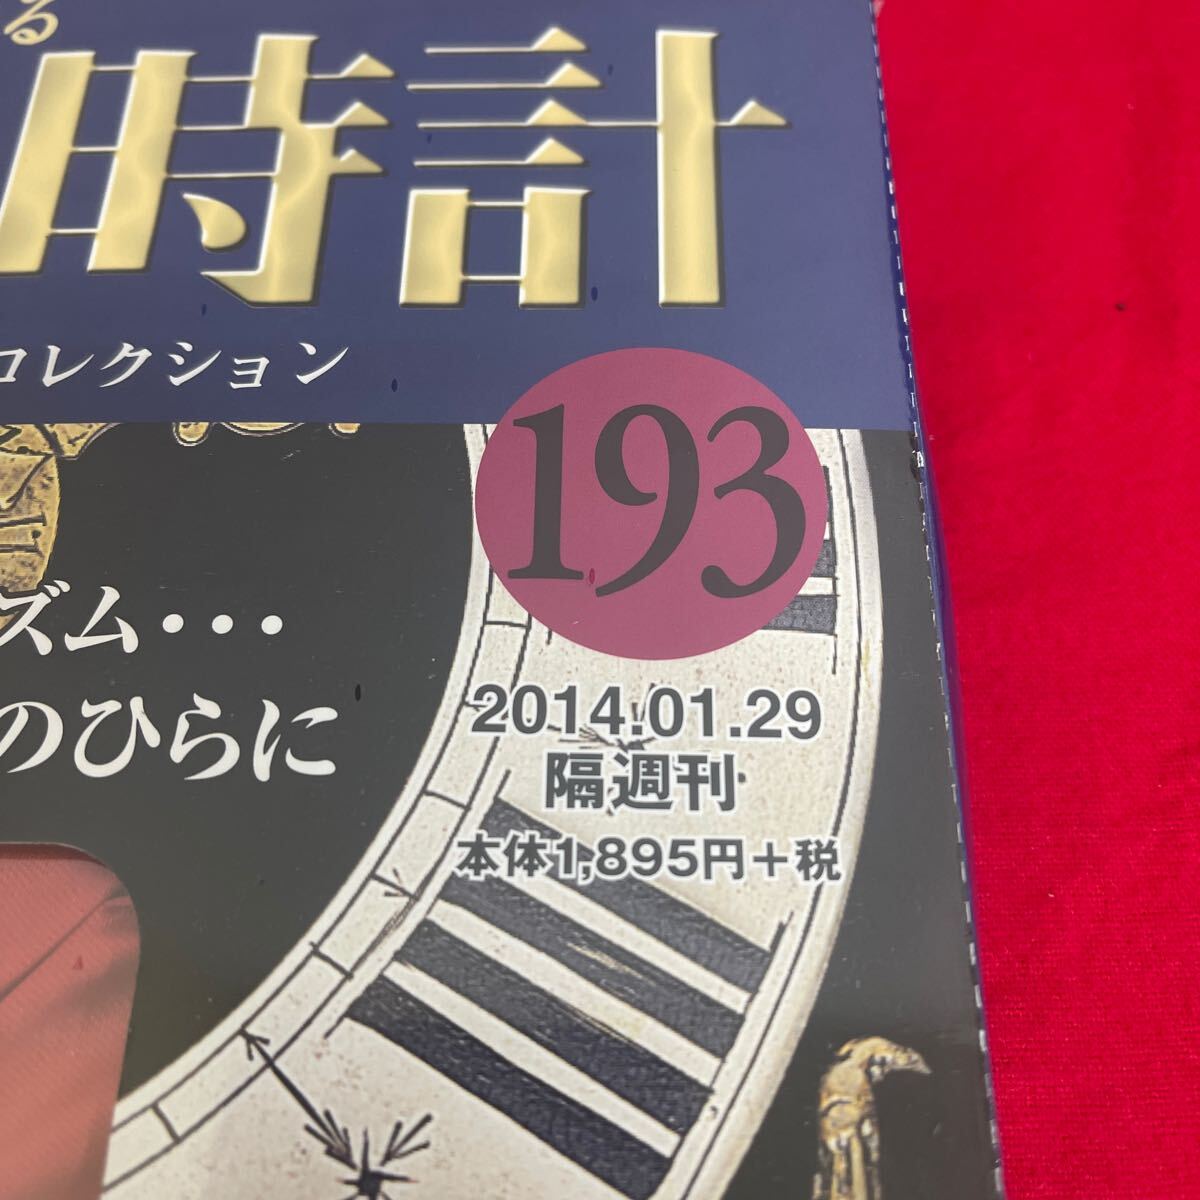 る
時計
コレクション
193
ズム・・・
のひらに
2014.01.29
隔週刊
本体1,895円+税